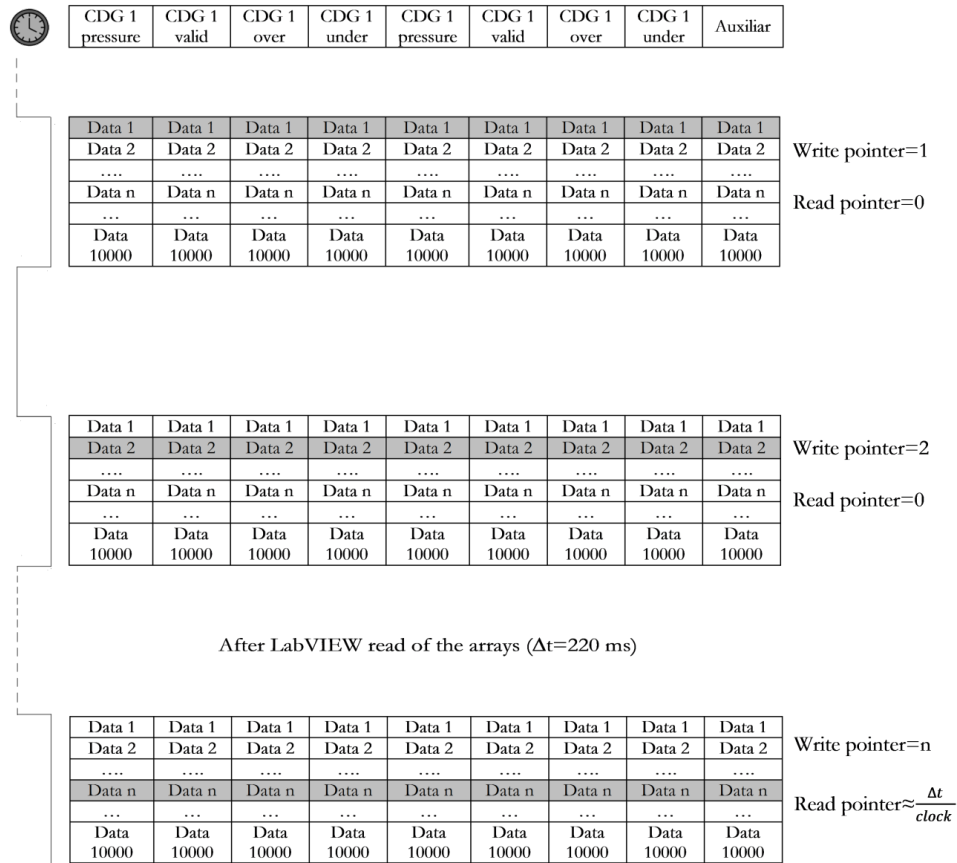 CDG 1 pressure CDG 1 valid CDG 1 over CDG 1 under CDG 1 pressure CDG 1 valid CDG 1 over CDG 1 under Auxiliar
Data 1 Data 1 Data 1 Data 1 Data 1 Data 1 Data 1 Data 1 Data 1
Data 2 Data 2 Data 2 Data 2 Data 2 Data 2 Data 2 Data 2 Data 2
Write pointer=1
.... .... .... .... .... .... .... .... ....
Data n Data n Data n Data n Data n Data n Data n Data n Data n
Read pointer=0
... ... ... ... ... ... ... ... ...
Data 10000 Data 10000 Data 10000 Data 10000 Data 10000 Data 10000 Data 10000 Data 10000 Data 10000
Data 1 Data 1 Data 1 Data 1 Data 1 Data 1 Data 1 Data 1 Data 1
Data 2 Data 2 Data 2 Data 2 Data 2 Data 2 Data 2 Data 2 Data 2
Write pointer=2
.... .... .... .... .... .... .... .... ....
Data n Data n Data n Data n Data n Data n Data n Data n Data n
Read pointer=0
... ... ... ... ... ... ... ... ...
Data 10000 Data 10000 Data 10000 Data 10000 Data 10000 Data 10000 Data 10000 Data 10000 Data 10000
After LabVIEW read of the arrays (Δt=220 ms)
Data 1 Data 1 Data 1 Data 1 Data 1 Data 1 Data 1 Data 1 Data 1
Data 2 Data 2 Data 2 Data 2 Data 2 Data 2 Data 2 Data 2 Data 2
Write pointer=n
.... .... .... .... .... .... .... .... ....
Data n Data n Data n Data n Data n Data n Data n Data n Data n
Read pointer≈Δt/clock
... ... ... ... ... ... ... ... ...
Data 10000 Data 10000 Data 10000 Data 10000 Data 10000 Data 10000 Data 10000 Data 10000 Data 10000